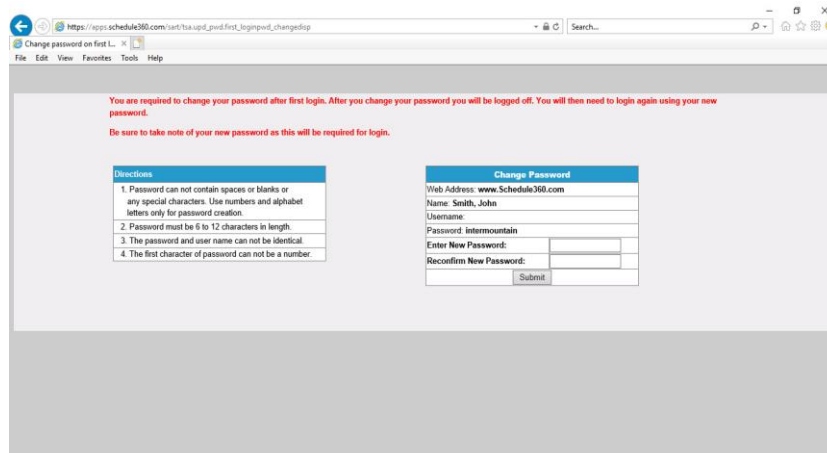 https://apps.schedule360.com/sart/tsa.upd_pwd.first_loginpwd_changedisp
Search...
Change password on first l...
File Edit View Favorites Tools Help
You are required to change your password after first login. After you change your password you will be logged off. You will then need to login again using your new
password.
Be sure to take note of your new password as this will be required for login.
Directions
1. Password can not contain spaces or blanks or
any special characters. Use numbers and alphabet
letters only for password creation.
2. Password must be 6 to 12 characters in length.
3. The password and user name can not be identical.
4. The first character of password can not be a number.
Change Password
Web Address: www.Schedule360.com
Name: Smith, John
Username:
Password: intermountain
Enter New Password:
Reconfirm New Password:
Submit